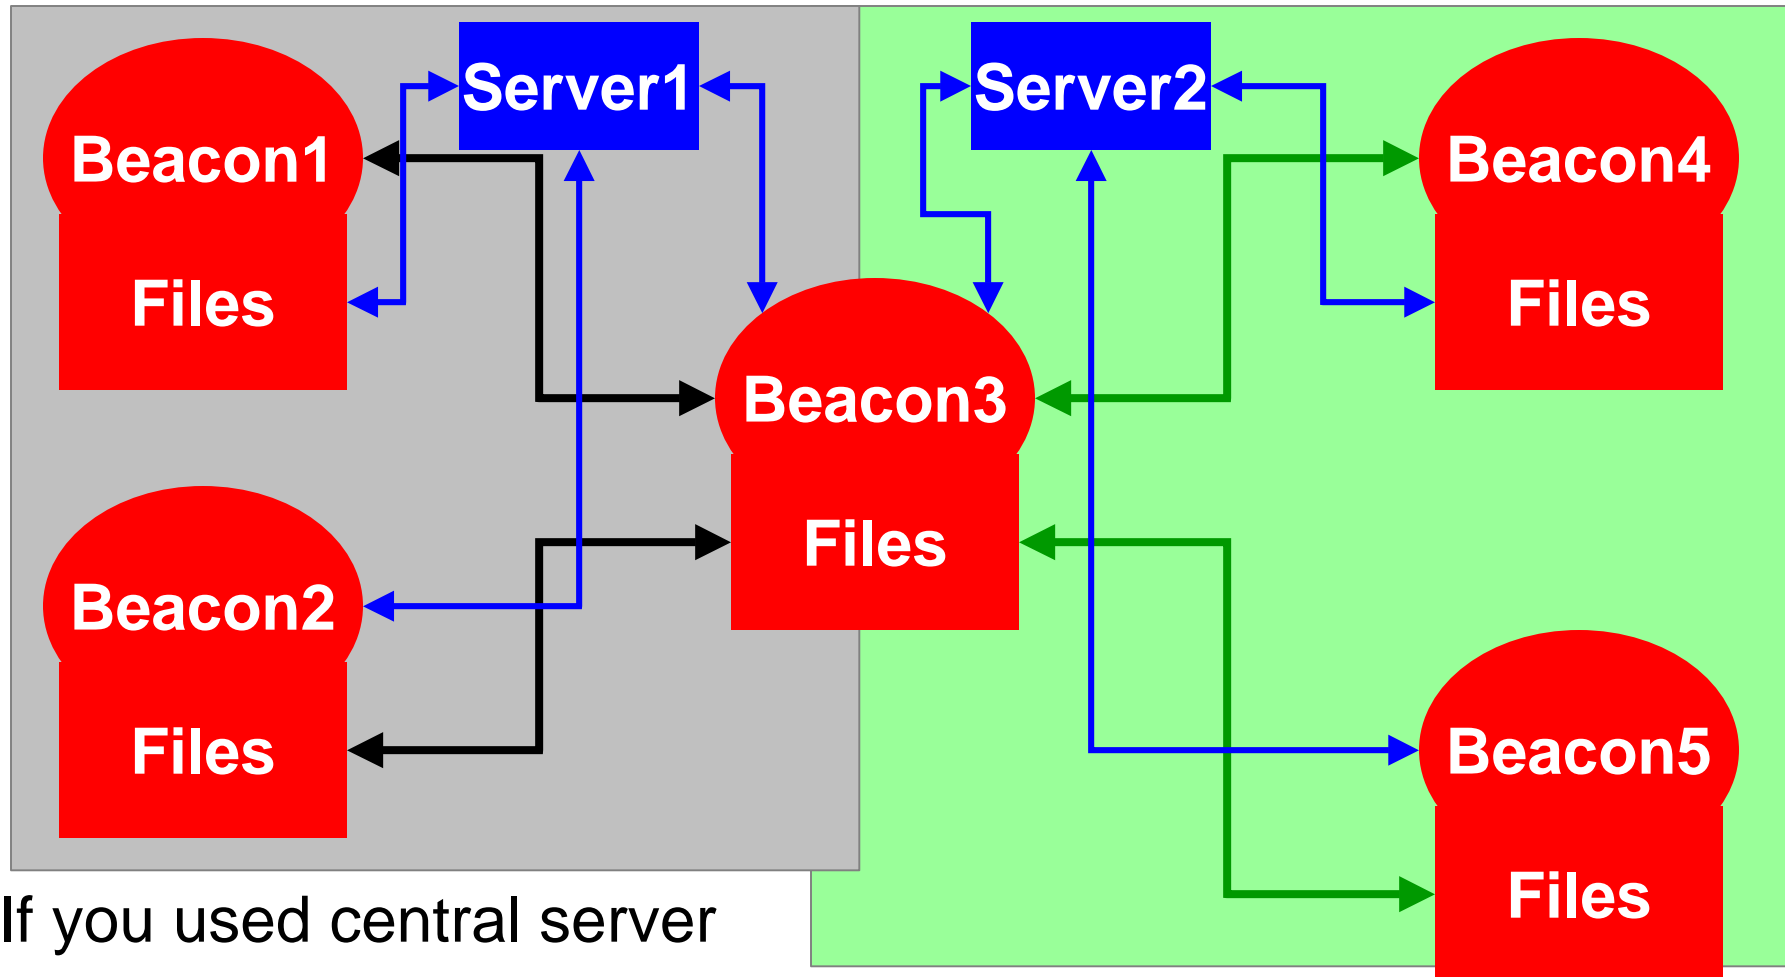 Server1
Server2
Beacon1
Files
Beacon4
Files
Beacon3
Files
Beacon2
Files
Beacon5
Files
If you used central server